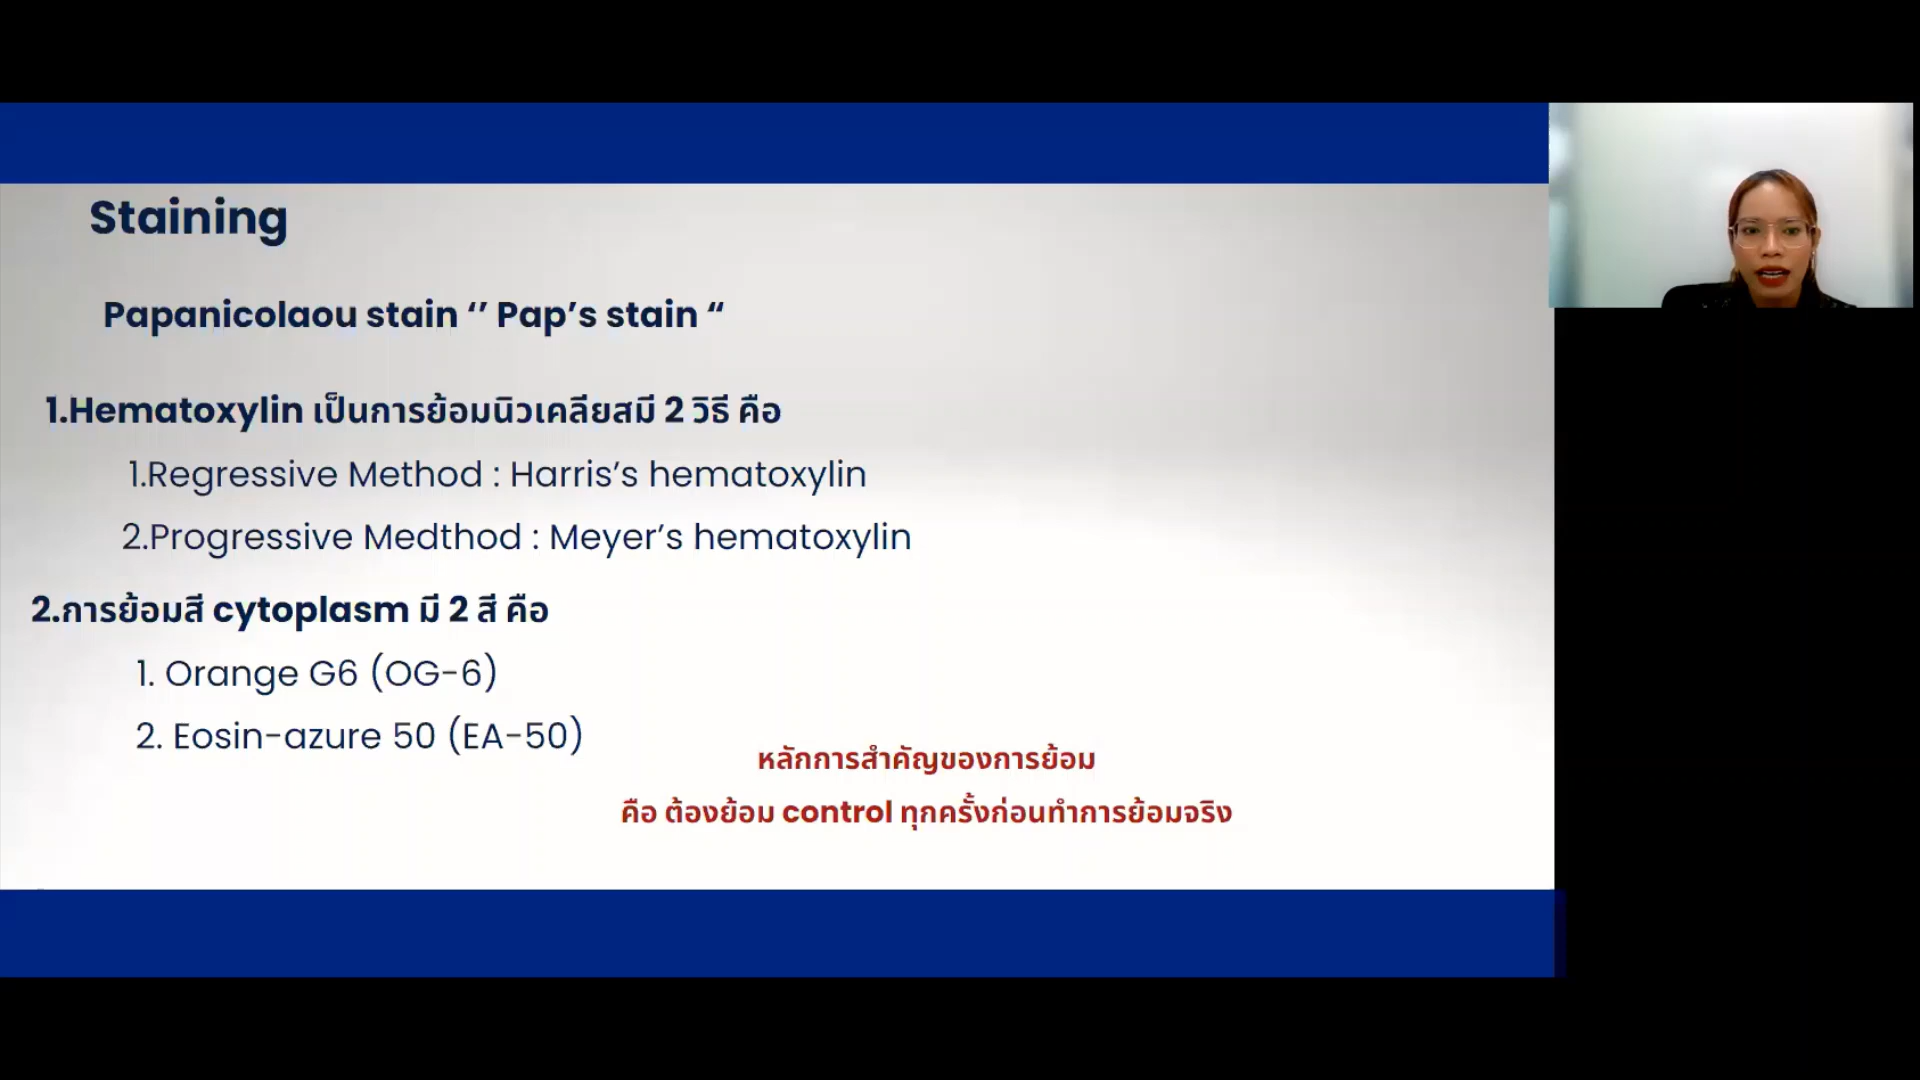 Staining
Papanicolaou stain ‘’ Pap’s stain “
1.Hematoxylin เป็นการย้อมนิวเคลียสมี 2 วิธี คือ
1.Regressive Method : Harris’s hematoxylin
2.Progressive Medthod : Meyer’s hematoxylin
2.การย้อมสี cytoplasm มี 2 สี คือ
1. Orange G6 (OG-6)
2. Eosin-azure 50 (EA-50)
หลักการสำคัญของการย้อม
คือ ต้องย้อม control ทุกครั้งก่อนทำการย้อมจริง